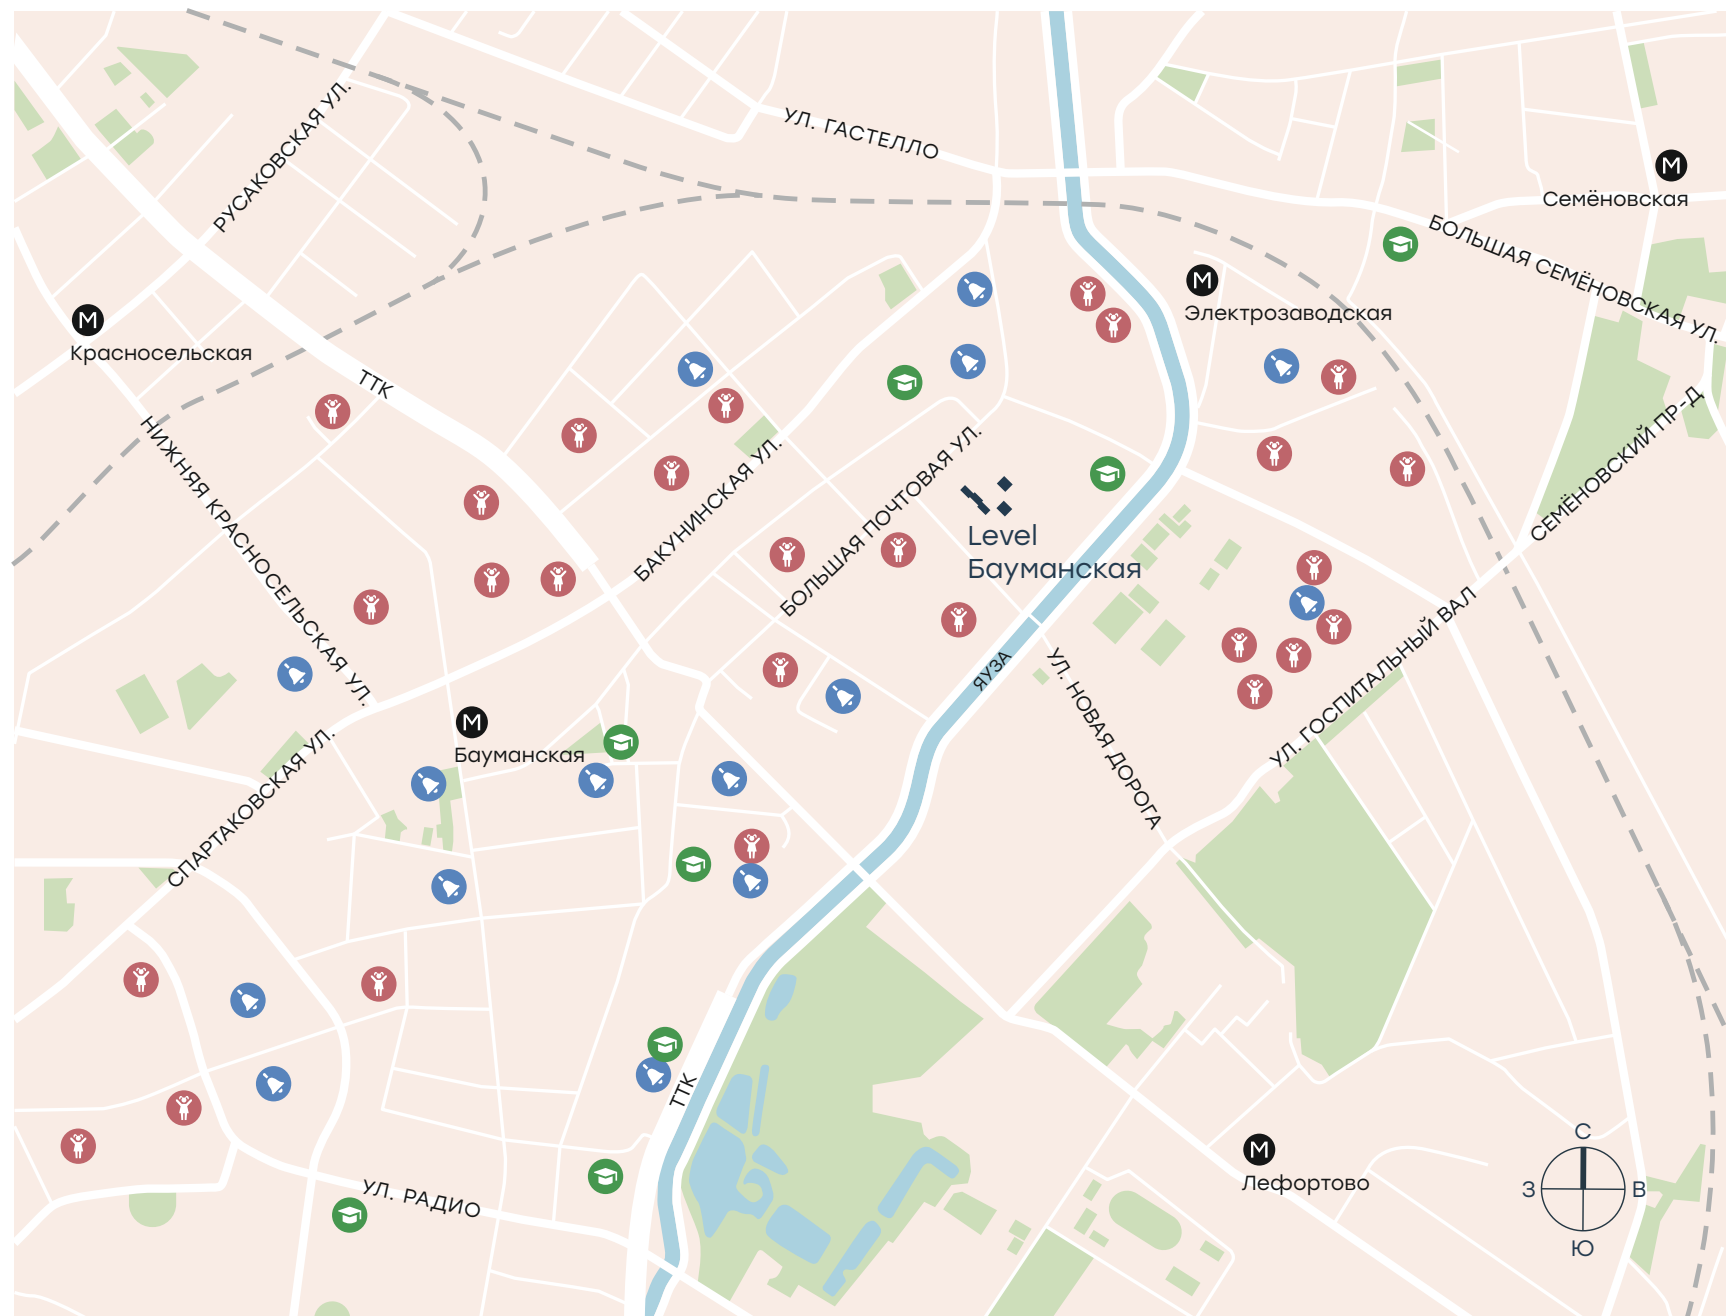 УЛ. ГАСТЕЛЛО
РУСАКОВСКАЯ УЛ.
М
Семёновская
БОЛЬШАЯ СЕМЁНОВСКАЯ УЛ.
М
Электрозаводская
М
Красносельская
ТТК
НИЖНЯЯ КРАСНОСЕЛЬСКАЯ УЛ.
БАКУНИНСКАЯ УЛ.
БОЛЬШАЯ ПОЧТОВАЯ УЛ.
СЕМЁНОВСКИЙ ПР-Д
Level
Бауманская
ЯУЗА
УЛ. НОВАЯ ДОРОГА
УЛ. ГОСПИТАЛЬНЫЙ ВАЛ
М
Бауманская
СПАРТАКОВСКАЯ УЛ.
ТТК
УЛ. РАДИО
М
Лефортово
С
З
В
Ю